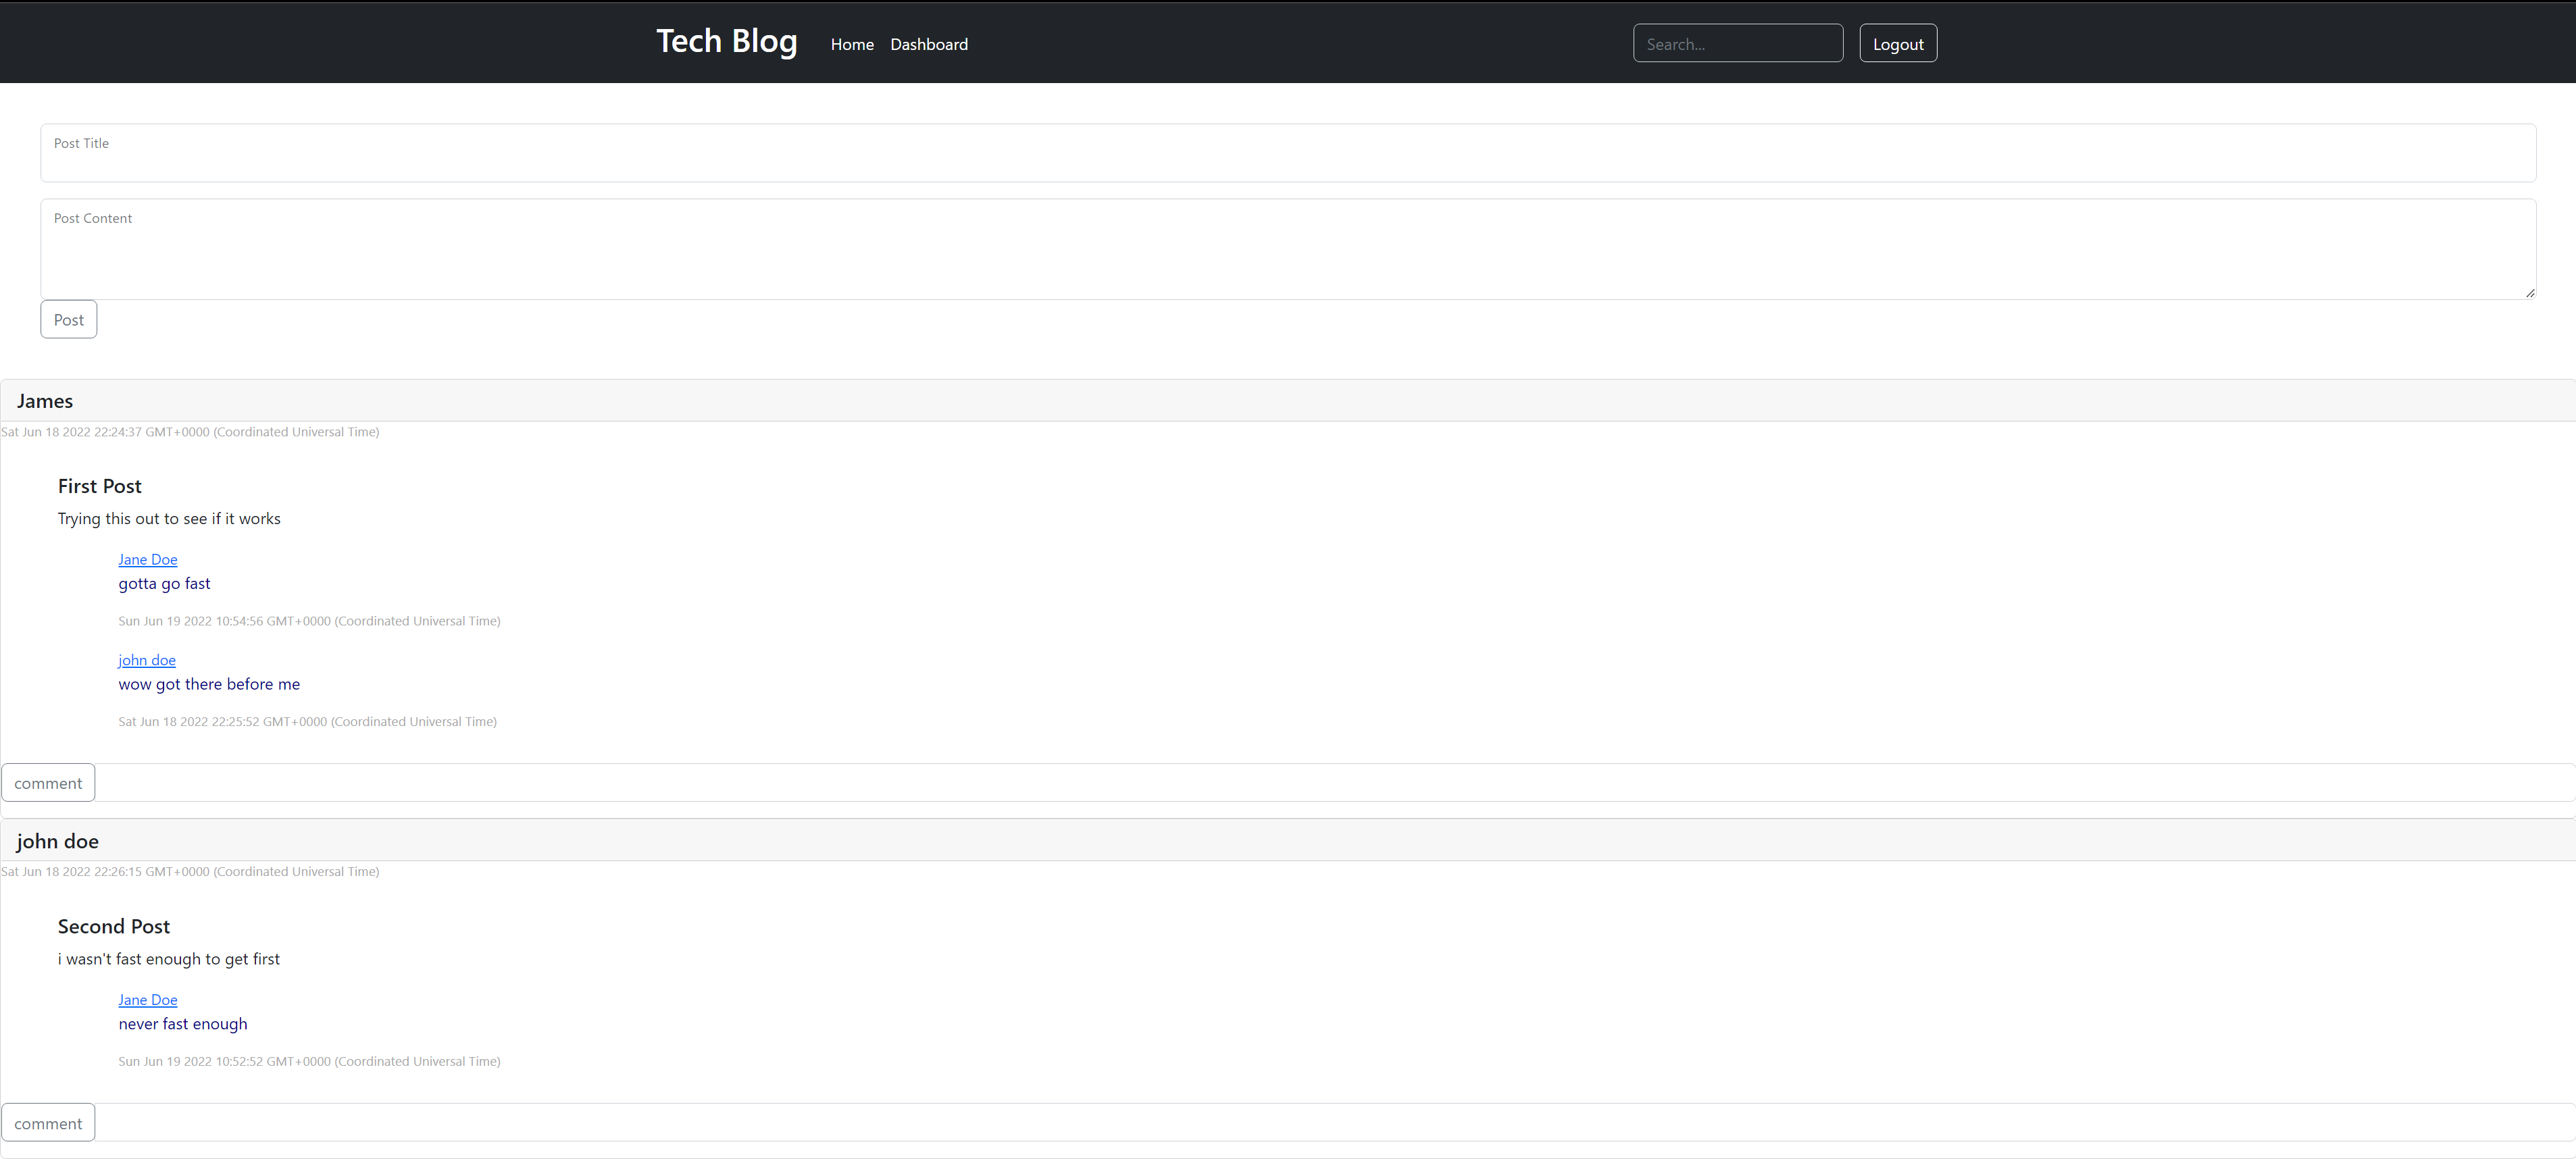 Tech Blog Home Dashboard Search... Logout
Post Title
Post Content
Post
James
Sat Jun 18 2022 22:24:37 GMT+0000 (Coordinated Universal Time)
First Post
Trying this out to see if it works
Jane Doe
gotta go fast
Sun Jun 19 2022 10:54:56 GMT+0000 (Coordinated Universal Time)
john doe
wow got there before me
Sat Jun 18 2022 22:25:52 GMT+0000 (Coordinated Universal Time)
comment
john doe
Sat Jun 18 2022 22:26:15 GMT+0000 (Coordinated Universal Time)
Second Post
i wasn't fast enough to get first
Jane Doe
never fast enough
Sun Jun 19 2022 10:52:52 GMT+0000 (Coordinated Universal Time)
comment